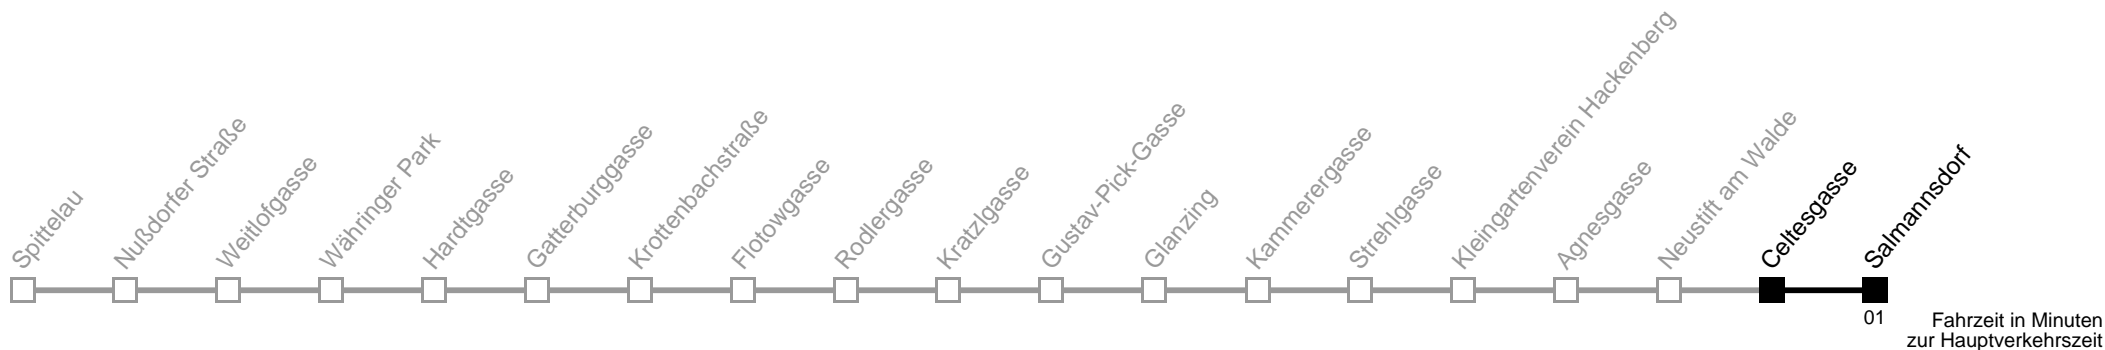 Spittelau
Nußdorfer Straße
Weitlofgasse
Währinger Park
Hardtgasse
Gatterburggasse
Krottenbachstraße
Flotowgasse
Rodlergasse
Kratzlgasse
Gustav-Pick-Gasse
Glanzing
Kammerergasse
Strehlgasse
Kleingartenverein Hackenberg
Agnesgasse
Neustift am Walde
Celtesgasse
Salmannsdorf
01
Fahrzeit in Minuten
zur Hauptverkehrszeit